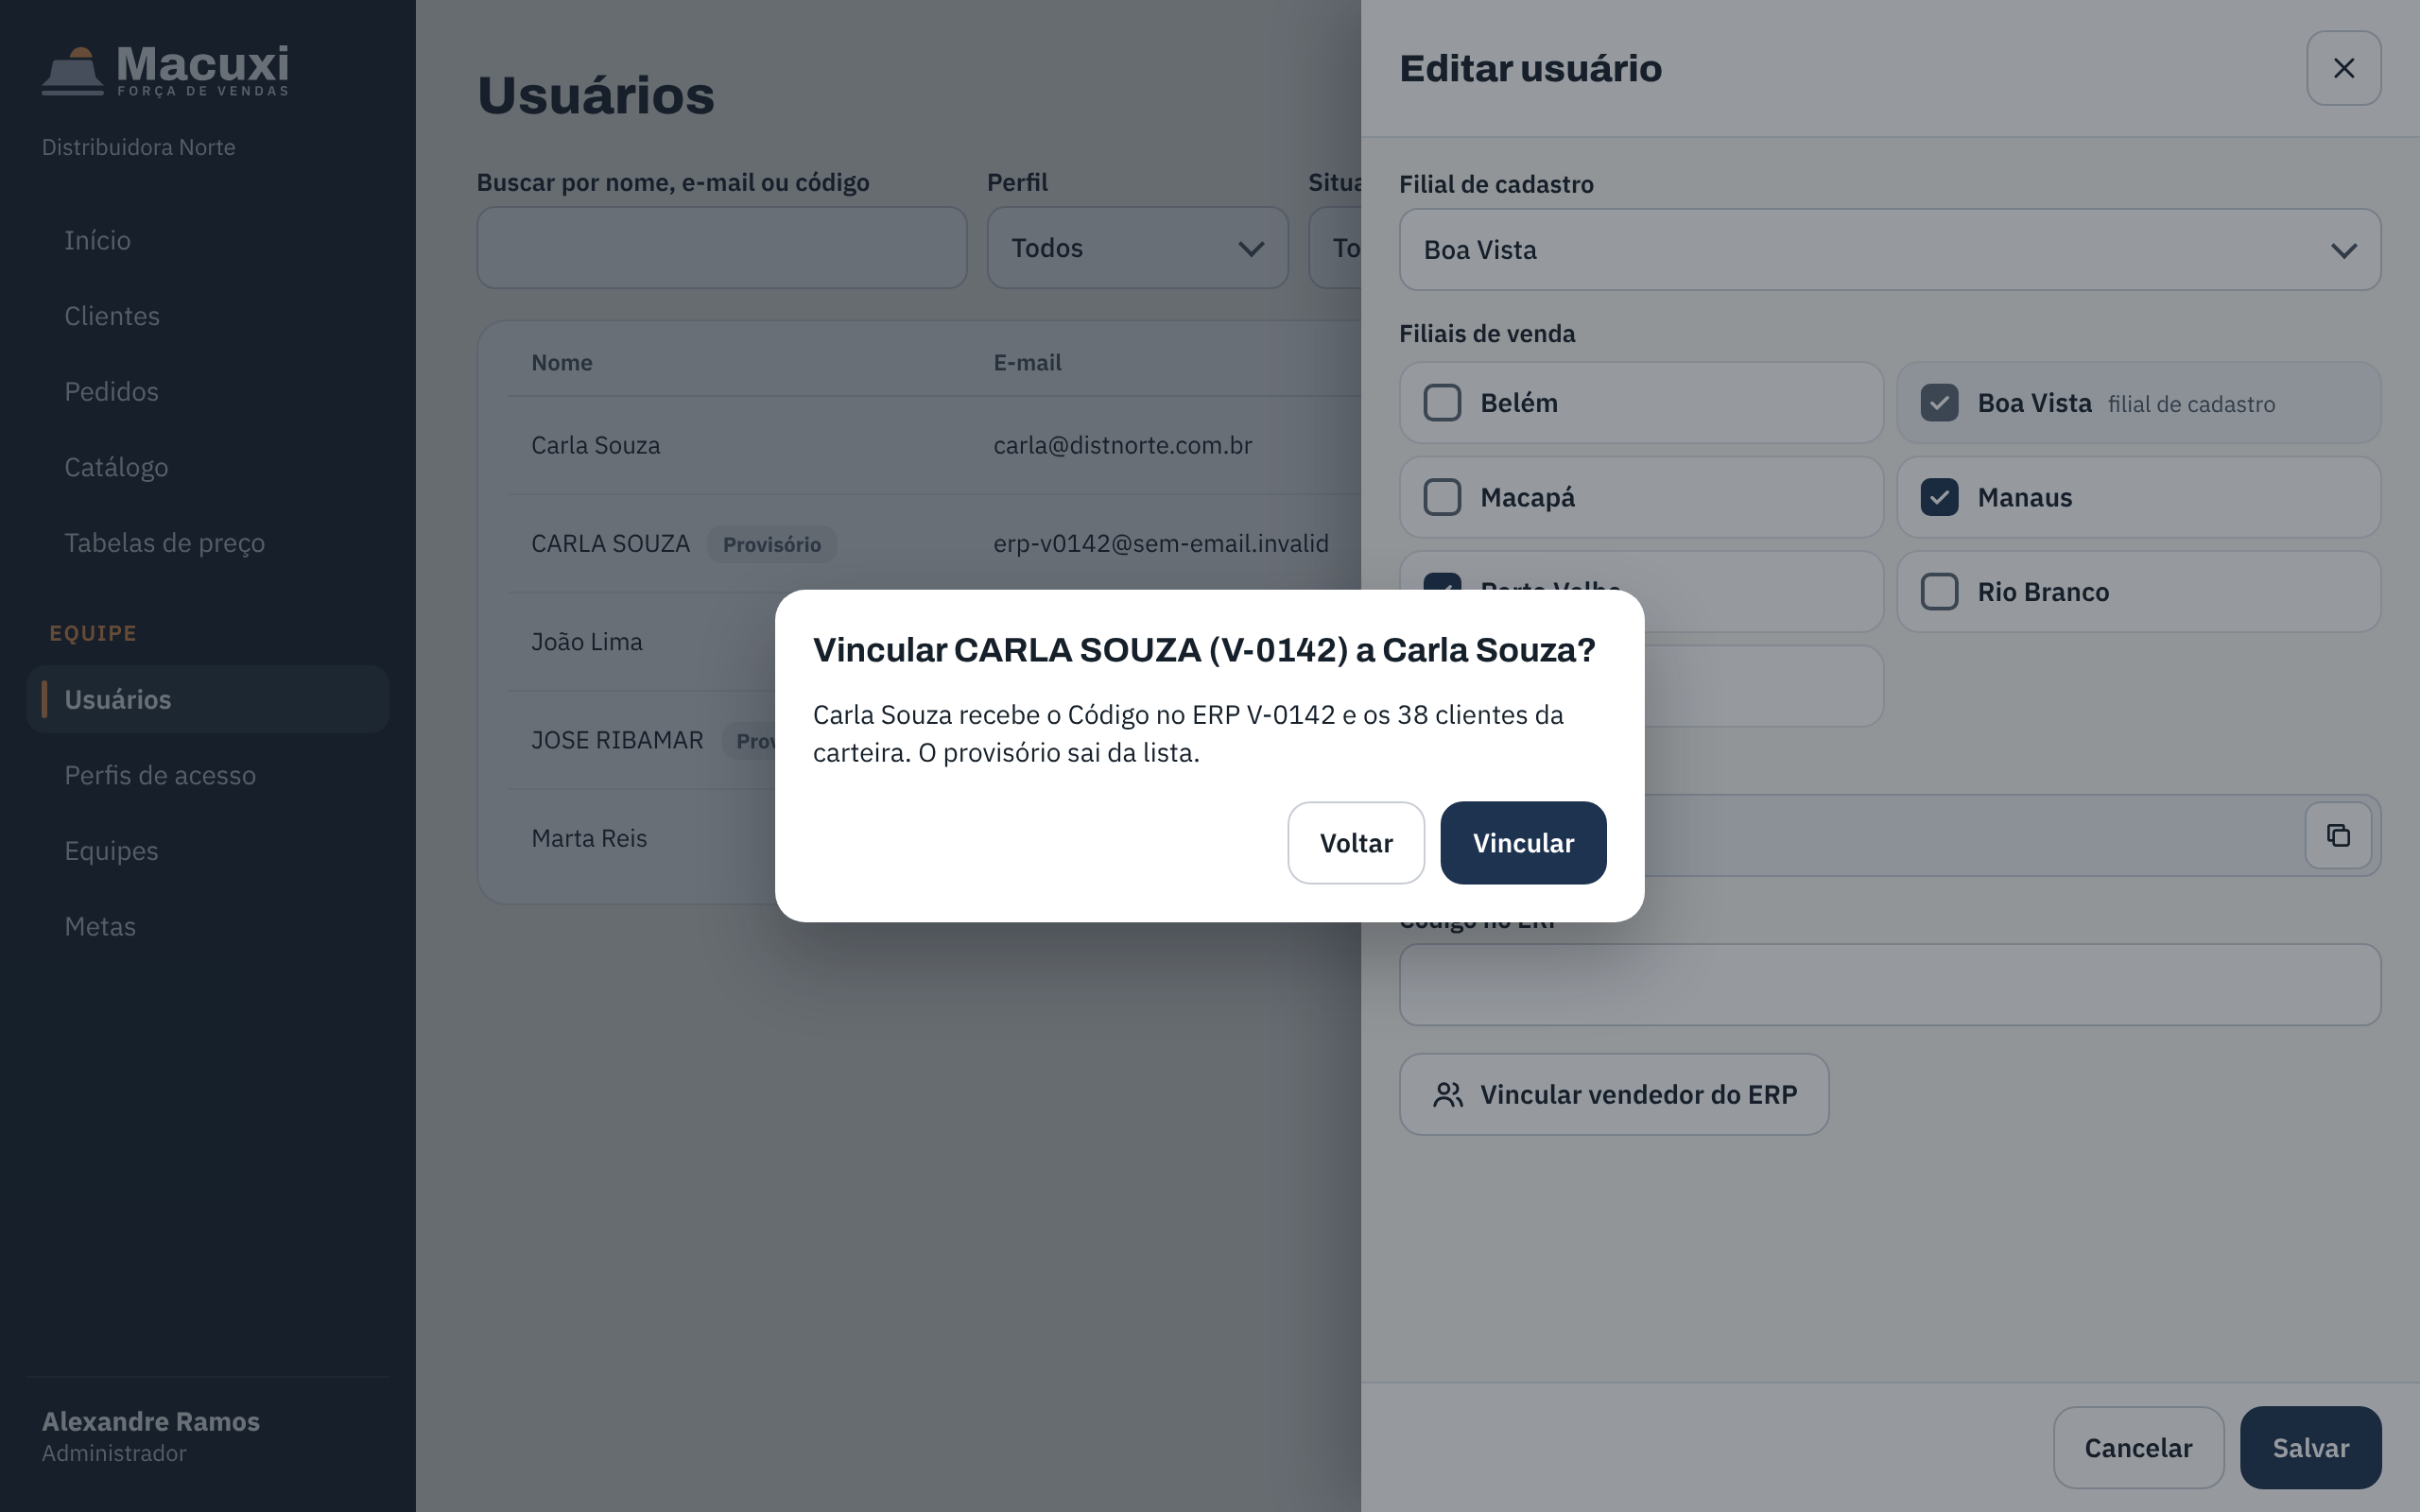 Macuxi
FORÇA DE VENDAS
Distribuidora Norte
Início
Clientes
Pedidos
Catálogo
Tabelas de preço
EQUIPE
Usuários
Perfis de acesso
Equipes
Metas
Alexandre Ramos
Administrador
Usuários
Buscar por nome, e-mail ou código
Perfil
Todos
Nome
E-mail
Carla Souza
carla@distnorte.com.br
CARLA SOUZA
Provisório
erp-v0142@sem-email.invalid
João Lima
JOSE RIBAMAR
Marta Reis
Editar usuário
Filial de cadastro
Boa Vista
Filiais de venda
Belém
Boa Vista filial de cadastro
Macapá
Manaus
Porto Velho
Rio Branco
Código no ERP
Vincular vendedor do ERP
Cancelar
Salvar
Vincular CARLA SOUZA (V-0142) a Carla Souza?
Carla Souza recebe o Código no ERP V-0142 e os 38 clientes da
carteira. O provisório sai da lista.
Voltar
Vincular